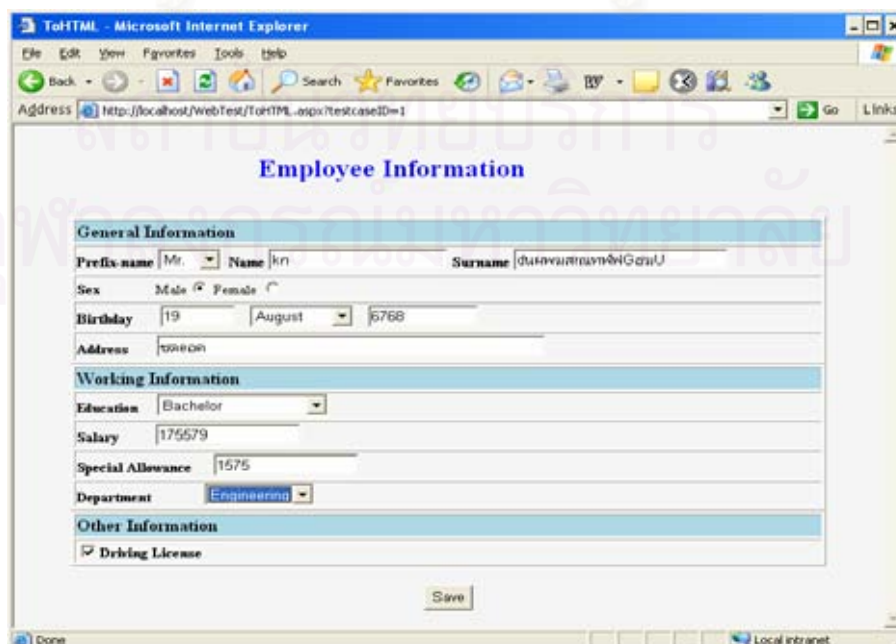 ToHTML - Microsoft Internet Explorer
File Edit View Favorites Tools Help
Back Search Favorites
Address http://localhost/WebTest/ToHTML.aspx?testcaseID=1 Go Links
Employee Information
General Information
Prefix-name Mr. Name kn Surname
Sex Male Female
Birthday 19 August 6768
Address
Working Information
Education Bachelor
Salary 175579
Special Allowance 1575
Department Engineering
Other Information
Driving License
Save
Done Local intranet